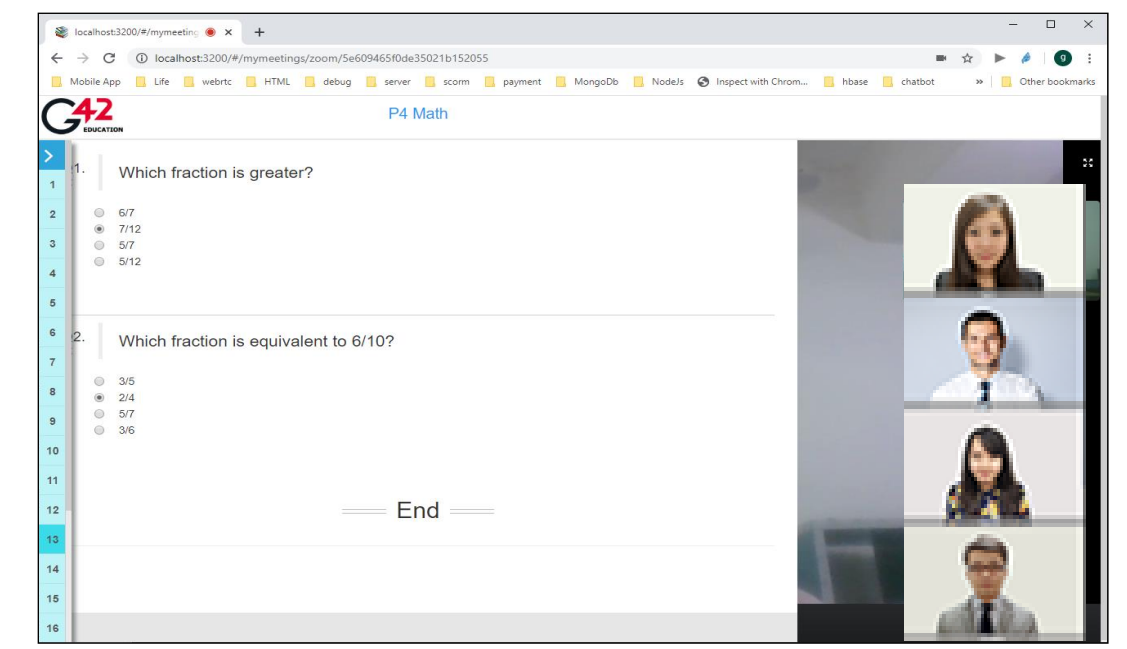 localhost:3200/#/mymeeting
localhost:3200/#/mymeetings/zoom/5e609465f0de35021b152055
g
Mobile App Life webrtc HTML debug server scorm payment MongoDb NodeJs Inspect with Chrom... hbase chatbot » Other bookmarks
G42
EDUCATION
P4 Math
1. Which fraction is greater?
6/7
7/12
5/7
5/12
2. Which fraction is equivalent to 6/10?
3/5
2/4
5/7
3/6
End
1
2
3
4
5
6
7
8
9
10
11
12
13
14
15
16